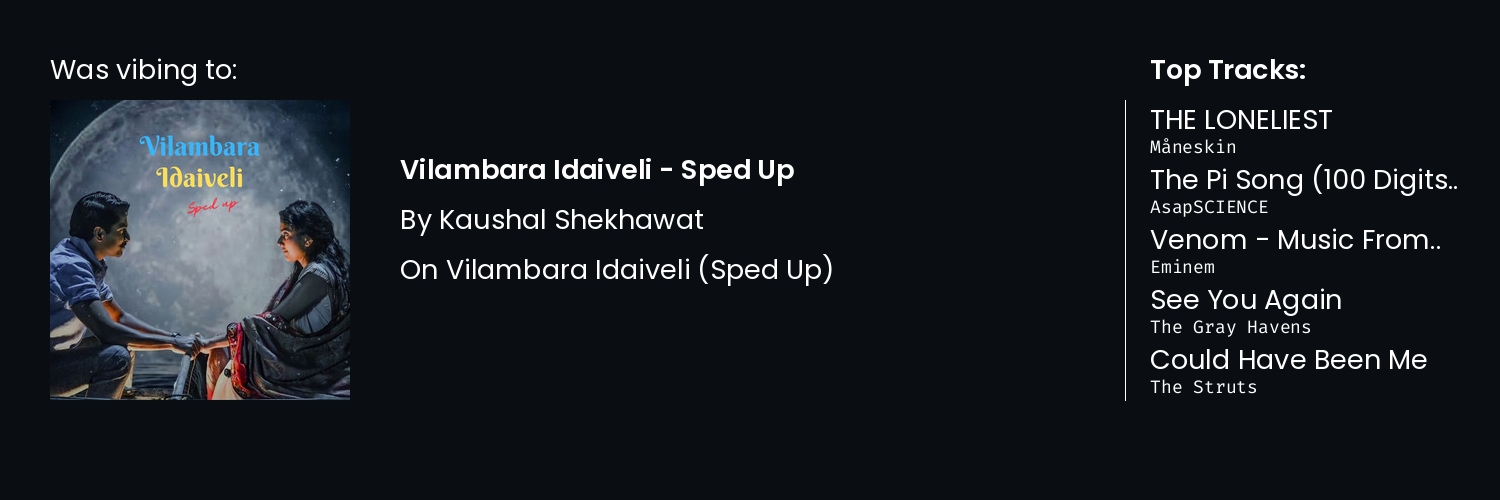 Was vibing to:
Vilambara
Idaiveli
Sped up
Vilambara Idaiveli - Sped Up
By Kaushal Shekhawat
On Vilambara Idaiveli (Sped Up)
Top Tracks:
THE LONELIEST
Måneskin
The Pi Song (100 Digits..
AsapSCIENCE
Venom - Music From..
Eminem
See You Again
The Gray Havens
Could Have Been Me
The Struts